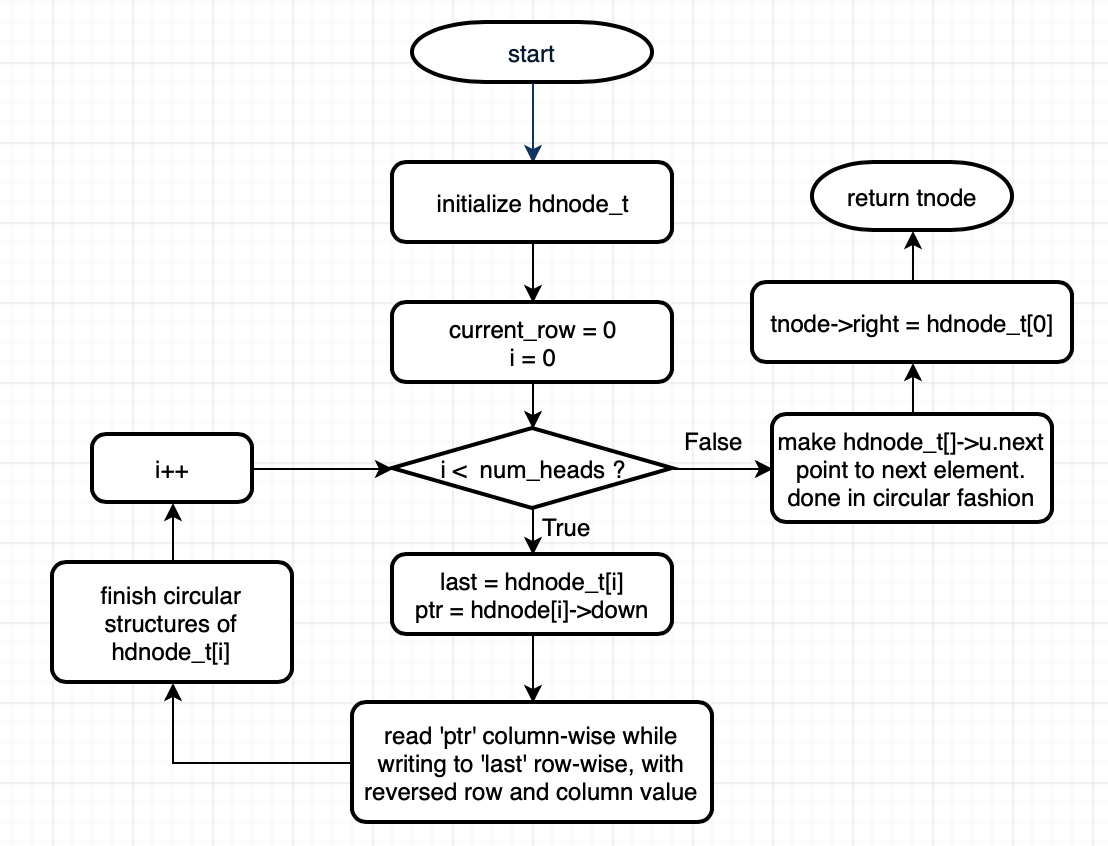 start
initialize hdnode_t
current_row = 0
i = 0
i < num_heads ?
False
True
last = hdnode_t[i]
ptr = hdnode[i]->down
read 'ptr' column-wise while
writing to 'last' row-wise, with
reversed row and column value
finish circular
structures of
hdnode_t[i]
i++
make hdnode_t[]->u.next
point to next element.
done in circular fashion
tnode->right = hdnode_t[0]
return tnode